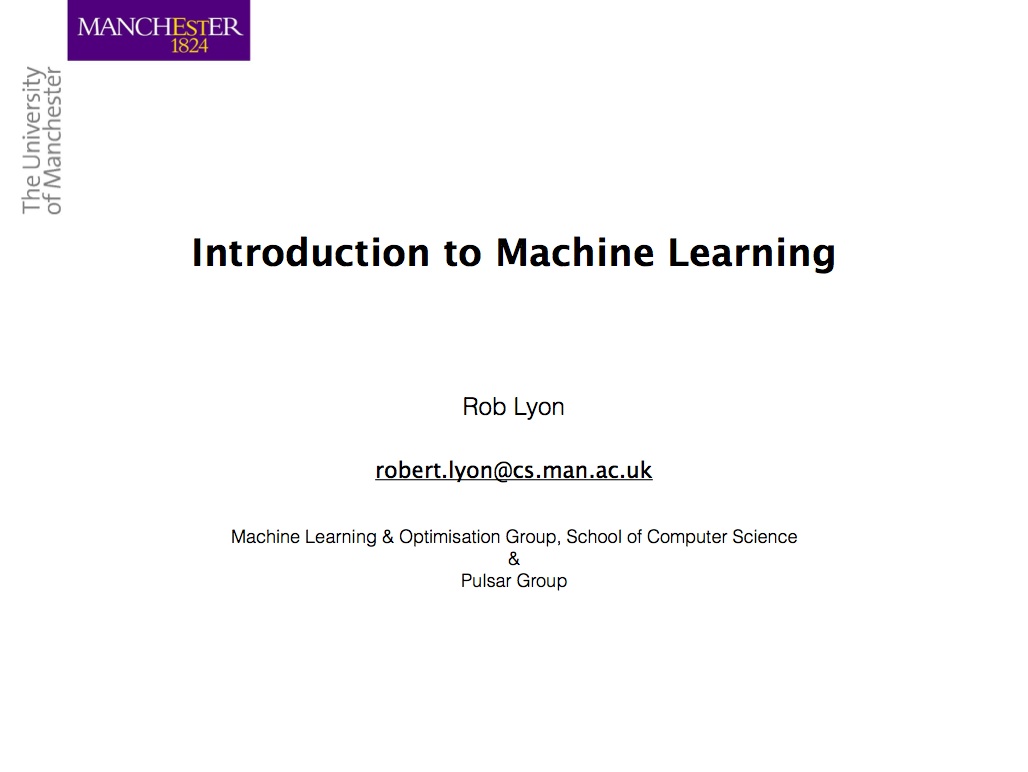 MANCHESTER
1824
The University
of Manchester
Introduction to Machine Learning
Rob Lyon
robert.lyon@cs.man.ac.uk
Machine Learning & Optimisation Group, School of Computer Science
&
Pulsar Group